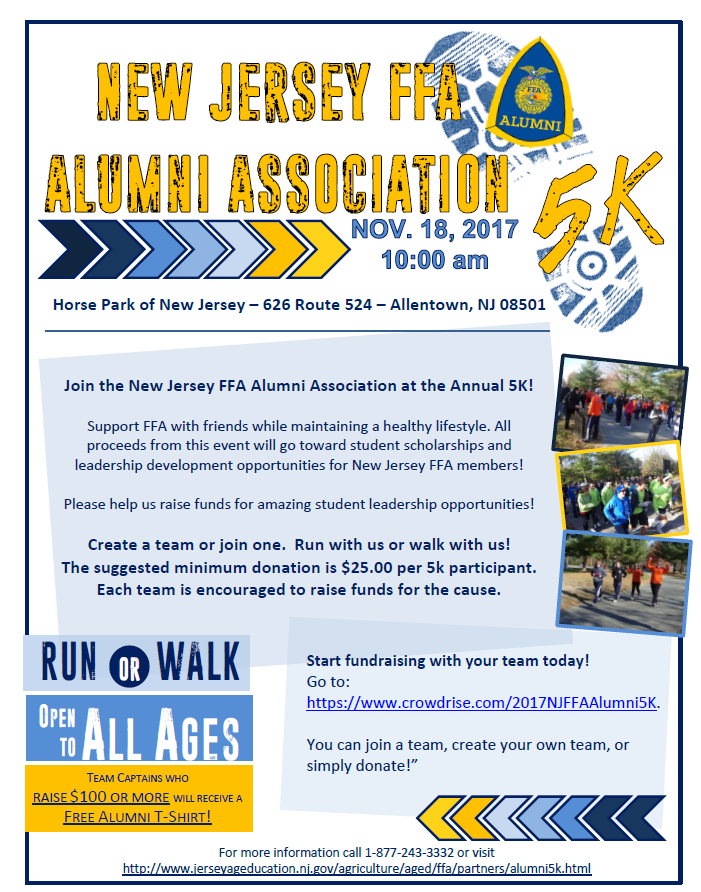 NEW JERSEY FFA
FFA
ALUMNI
ALUMNI ASSOCIATION
5K
NOV. 18, 2017
10:00 am
Horse Park of New Jersey – 626 Route 524 – Allentown, NJ 08501
Join the New Jersey FFA Alumni Association at the Annual 5K!
Support FFA with friends while maintaining a healthy lifestyle. All
proceeds from this event will go toward student scholarships and
leadership development opportunities for New Jersey FFA members!
Please help us raise funds for amazing student leadership opportunities!
Create a team or join one.  Run with us or walk with us!
The suggested minimum donation is $25.00 per 5k participant.
Each team is encouraged to raise funds for the cause.
RUN OR WALK
OPEN
TO ALL AGES
TEAM CAPTAINS WHO
RAISE $100 OR MORE WILL RECEIVE A
FREE ALUMNI T-SHIRT!
Start fundraising with your team today!
Go to:
https://www.crowdrise.com/2017NJFFAAlumni5K.
You can join a team, create your own team, or
simply donate!”
For more information call 1-877-243-3332 or visit
http://www.jerseyageducation.nj.gov/agriculture/aged/ffa/partners/alumni5k.html